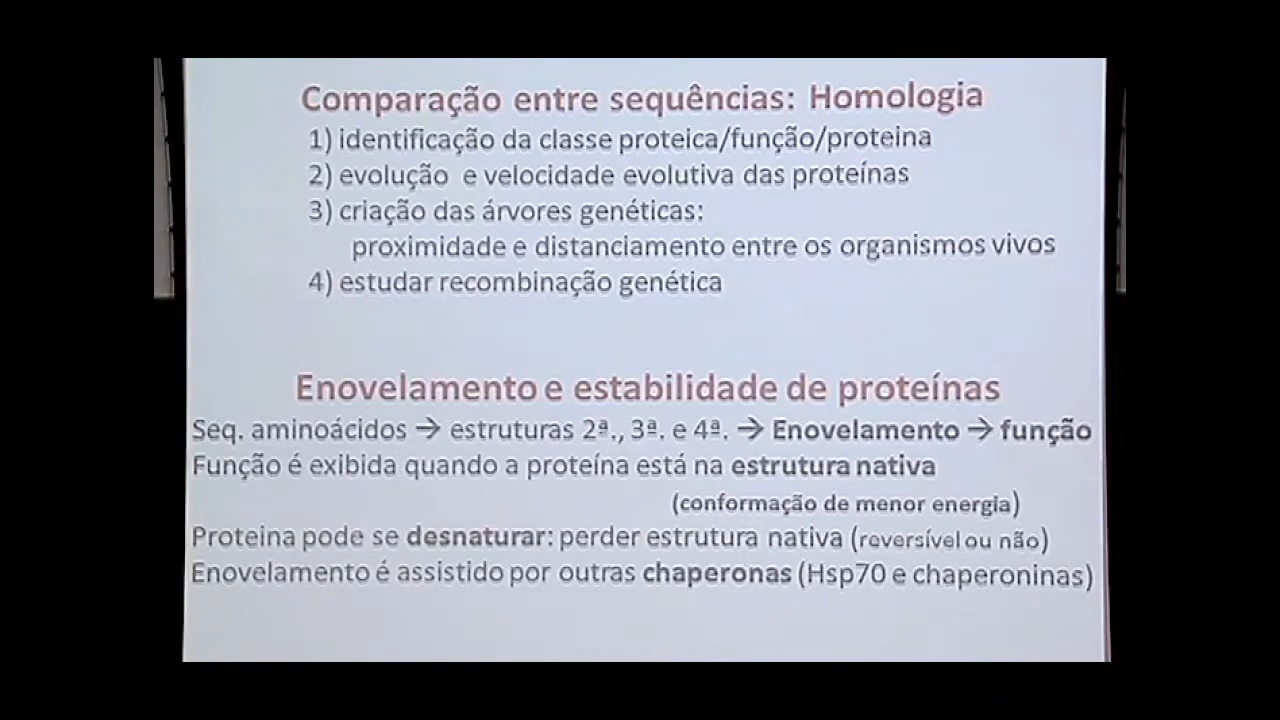 Comparação entre sequências: Homologia
1) identificação da classe proteica/função/proteina
2) evolução e velocidade evolutiva das proteínas
3) criação das árvores genéticas:
proximidade e distanciamento entre os organismos vivos
4) estudar recombinação genética
Enovelamento e estabilidade de proteínas
Seq. aminoácidos → estruturas 2ª., 3ª. e 4ª. → Enovelamento → função
Função é exibida quando a proteína está na estrutura nativa
(conformação de menor energia)
Proteina pode se desnaturar: perder estrutura nativa (reversível ou não)
Enovelamento é assistido por outras chaperonas (Hsp70 e chaperoninas)